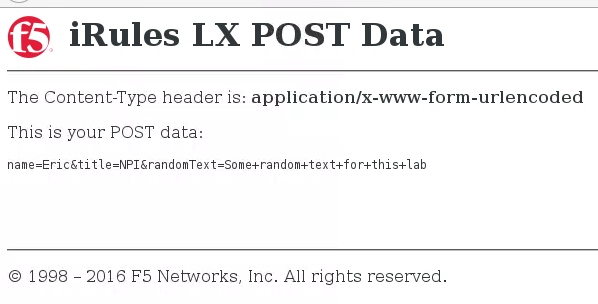 f5 iRules LX POST Data
The Content-Type header is: application/x-www-form-urlencoded
This is your POST data:
name=Eric&title=NPI&randomText=Some+random+text+for+this+lab
© 1998 – 2016 F5 Networks, Inc. All rights reserved.